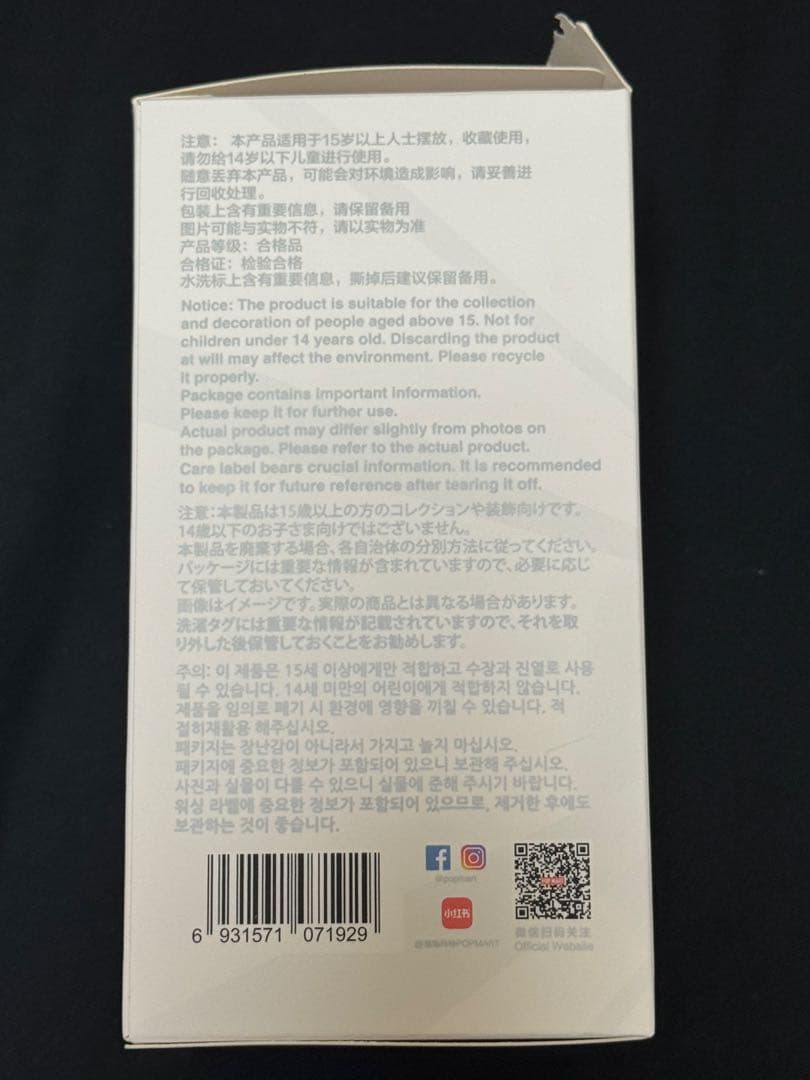 注意： 本产品适用于15岁以上人士摆放，收藏使用，
请勿给14岁以下儿童进行使用。
随意丢弃本产品，可能会对环境造成影响，请妥善进
行回收处理。
包装上含有重要信息，请保留备用
图片可能与实物不符，请以实物为准
产品等级：合格品
合格证：检验合格
水洗标上含有重要信息，撕掉后建议保留备用。
Notice: The product is suitable for the collection
and decoration of people aged above 15. Not for
children under 14 years old. Discarding the product
at will may affect the environment. Please recycle
it properly.
Package contains important information.
Please keep it for further use.
Actual product may differ slightly from photos on
the package. Please refer to the actual product.
Care label bears crucial information. It is recommended
to keep it for future reference after tearing it off.
注意:本製品は15歳以上の方のコレクションや装飾向けです。
14歳以下のお子さま向けではございません。
本製品を廃棄する場合、各自治体の分別方法に従ってください。
パッケージには重要な情報が含まれていますので、必要に応じ
て保管しておいてください。
画像はイメージです。実際の商品とは異なる場合があります。
洗濯タグには重要な情報が記載されていますので、それを取
り外した後保管しておくことをお勧めします。
주의: 이 제품은 15세 이상에게만 적합하고 수장과 진열로 사용
될 수 있습니다. 14세 미만의 어린이에게 적합하지 않습니다.
제품을 임의로 폐기 시 환경에 영향을 끼칠 수 있습니다. 적
절히재활용 해주십시오.
패키지는 장난감이 아니라서 가지고 놀지 마십시오.
패키지에 중요한 정보가 포함되어 있으니 보관해 주십시오.
사진과 실물이 다를 수 있으니 실물에 준해 주시기 바랍니다.
워싱 라벨에 중요한 정보가 포함되어 있으므로, 제거한 후에도
보관하는 것이 좋습니다.
6 931571 071929
@popmart
小红书
POPMART
POP MART
微信扫码关注
Official Website